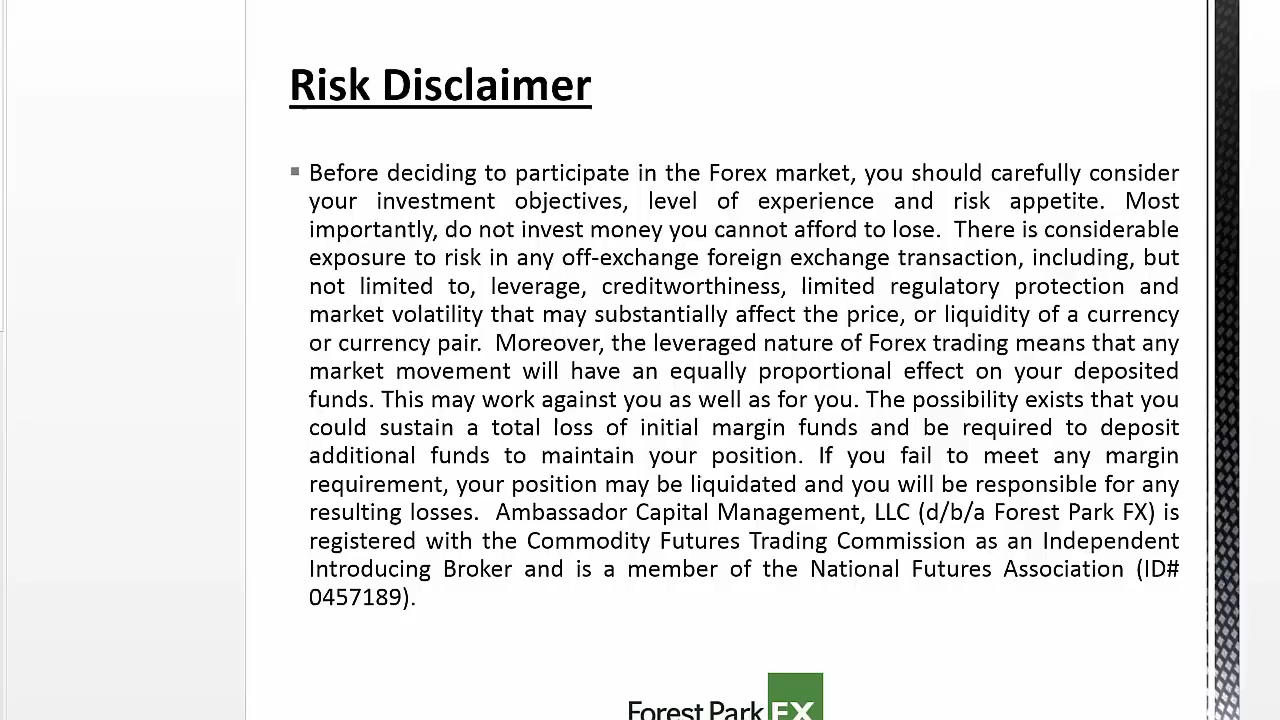 Risk Disclaimer
Before deciding to participate in the Forex market, you should carefully consider
your investment objectives, level of experience and risk appetite. Most
importantly, do not invest money you cannot afford to lose.  There is considerable
exposure to risk in any off-exchange foreign exchange transaction, including, but
not limited to, leverage, creditworthiness, limited regulatory protection and
market volatility that may substantially affect the price, or liquidity of a currency
or currency pair.  Moreover, the leveraged nature of Forex trading means that any
market movement will have an equally proportional effect on your deposited
funds. This may work against you as well as for you. The possibility exists that you
could sustain a total loss of initial margin funds and be required to deposit
additional funds to maintain your position. If you fail to meet any margin
requirement, your position may be liquidated and you will be responsible for any
resulting losses.  Ambassador Capital Management, LLC (d/b/a Forest Park FX) is
registered with the Commodity Futures Trading Commission as an Independent
Introducing Broker and is a member of the National Futures Association (ID#
0457189).
Forest Park FX